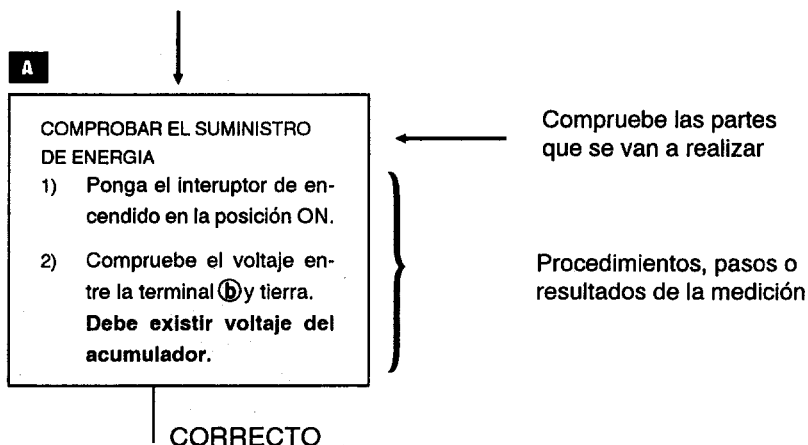 A
COMPROBAR EL SUMINISTRO
DE ENERGIA
1) Ponga el interuptor de en-
cendido en la posición ON.
2) Compruebe el voltaje en-
tre la terminal ⓑ y tierra.
Debe existir voltaje del
acumulador.
CORRECTO
Compruebe las partes
que se van a realizar
Procedimientos, pasos o
resultados de la medición